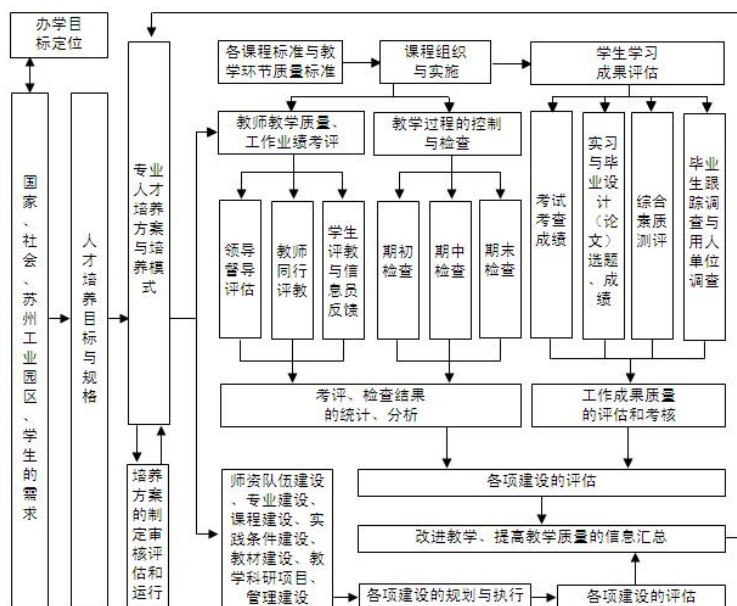 办学目
标定位
国家、社会、苏州工业园区、学生的需求
人才培养目标与规格
专业
人才
培养
方案
与培
养模
式
培养
方案
的制
定审
核评
估和
运行
各课程标准与教
学环节质量标准
课程组织
与实施
学生学习
成果评估
教师教学质量、
工作业绩考评
教学过程的控制
与检查
领导
督导
评估
教师
同行
评教
学生
评教
与信
息员
反馈
期初
检查
期中
检查
期末
检查
考试
考查
成绩
实习
与毕
业设
计
（论
文）
选题
、成
绩
综合
素质
测评
毕业
生跟
踪调
查与
用人
单位
调查
考评、检查结果
的统计、分析
工作成果质量
的评估和考核
师资队伍建设
、专业建设、
课程建设、实
践条件建设、
教材建设、教
学科研项目、
管理建设
各项建设的评估
改进教学、提高教学质量的信息汇总
各项建设的规划与执行
各项建设的评估